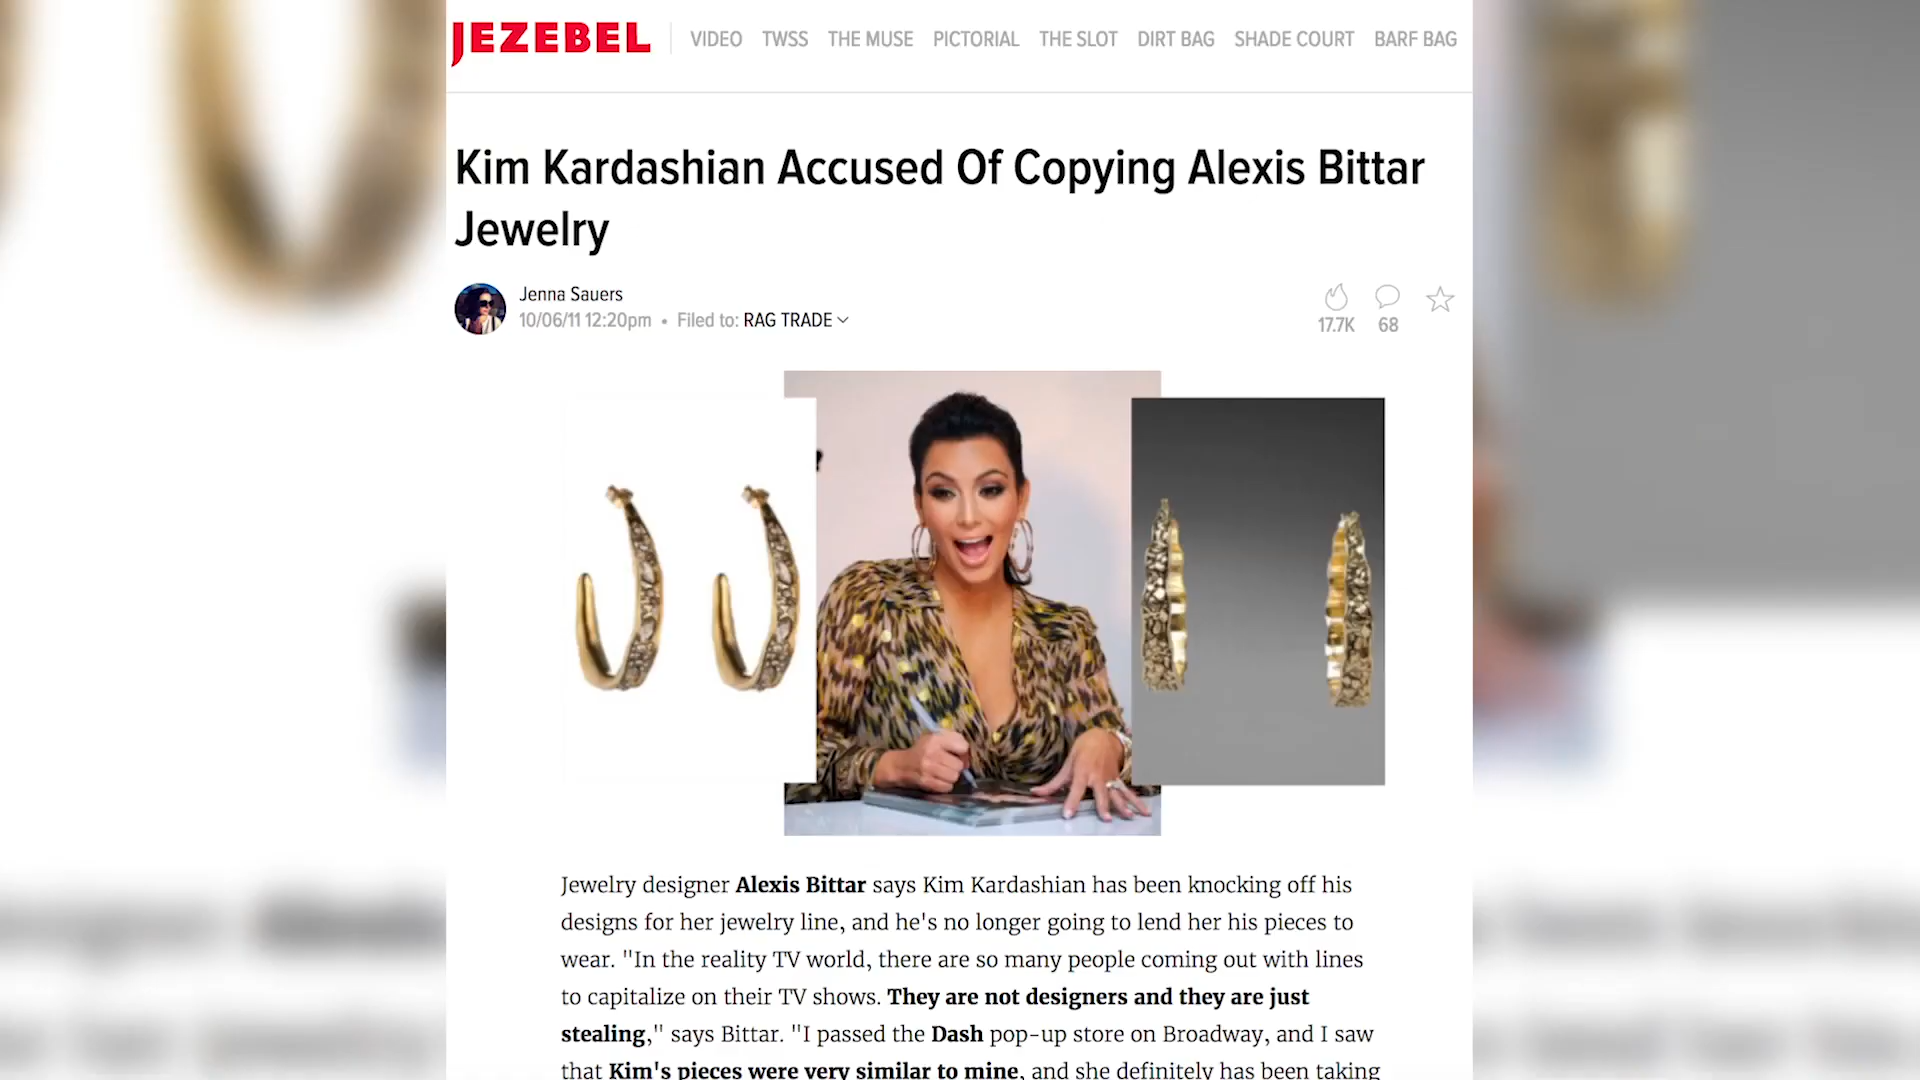 JEZEBEL VIDEO TWSS THE MUSE PICTORIAL THE SLOT DIRT BAG SHADE COURT BARF BAG
Kim Kardashian Accused Of Copying Alexis Bittar
Jewelry
Jenna Sauers
10/06/11 12:20pm • Filed to: RAG TRADE
17.7K 68
Jewelry designer Alexis Bittar says Kim Kardashian has been knocking off his
designs for her jewelry line, and he's no longer going to lend her his pieces to
wear. "In the reality TV world, there are so many people coming out with lines
to capitalize on their TV shows. They are not designers and they are just
stealing," says Bittar. "I passed the Dash pop-up store on Broadway, and I saw
that Kim's pieces were very similar to mine, and she definitely has been taking